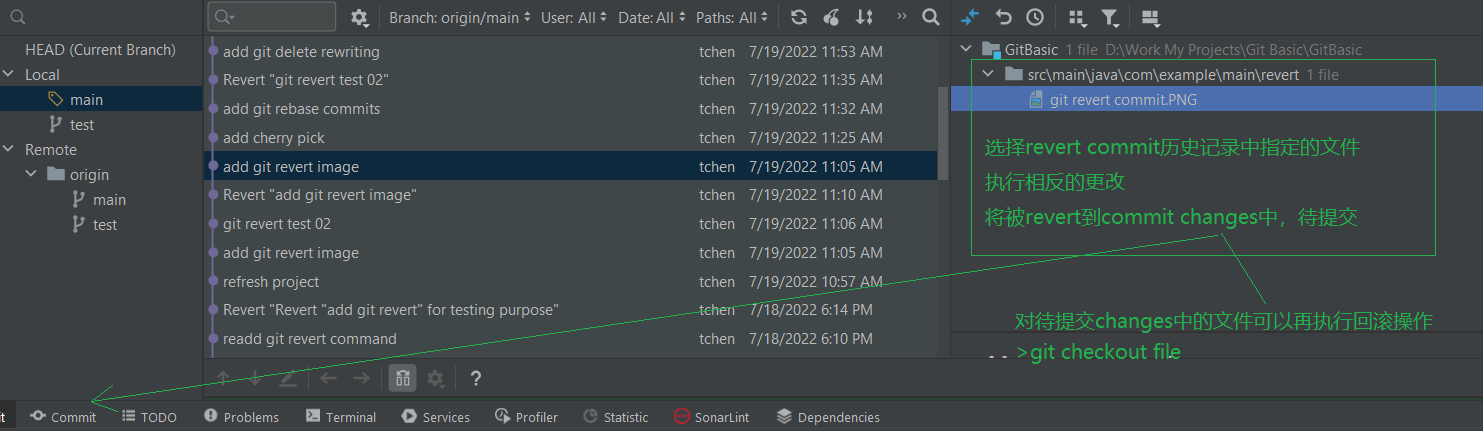 Branch: origin/main User: All Date: All Paths: All
HEAD (Current Branch)
Local
main
test
Remote
origin
main
test
add git delete rewriting tchen 7/19/2022 11:53 AM
Revert "git revert test 02" tchen 7/19/2022 11:35 AM
add git rebase commits tchen 7/19/2022 11:32 AM
add cherry pick tchen 7/19/2022 11:25 AM
add git revert image tchen 7/19/2022 11:05 AM
Revert "add git revert image" tchen 7/19/2022 11:10 AM
git revert test 02 tchen 7/19/2022 11:06 AM
add git revert image tchen 7/19/2022 11:05 AM
refresh project tchen 7/19/2022 10:57 AM
Revert "Revert "add git revert" for testing purpose" tchen 7/18/2022 6:14 PM
readd git revert command tchen 7/18/2022 6:10 PM
GitBasic 1 file D:\Work My Projects\Git Basic\GitBasic
src\main\java\com\example\main\revert 1 file
git revert commit.PNG
选择revert commit历史记录中指定的文件
执行相反的更改
将被revert到commit changes中，待提交
对待提交changes中的文件可以再执行回滚操作
>git checkout file
Commit TODO Problems Terminal Services Profiler Statistic SonarLint Dependencies